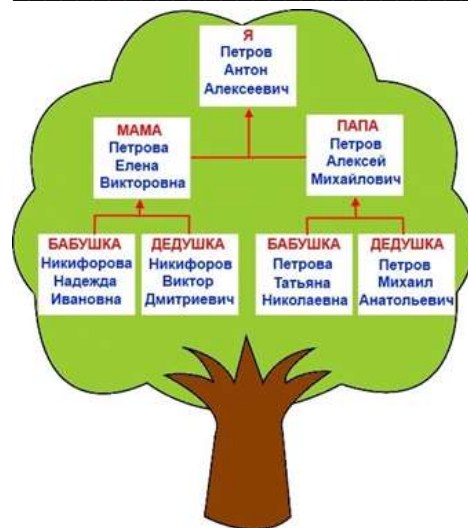 Я
Петров
Антон
Алексеевич
МАМА
Петрова
Елена
Викторовна
ПАПА
Петров
Алексей
Михайлович
БАБУШКА
Никифорова
Надежда
Ивановна
ДЕДУШКА
Никифоров
Виктор
Дмитриевич
БАБУШКА
Петрова
Татьяна
Николаевна
ДЕДУШКА
Петров
Михаил
Анатольевич